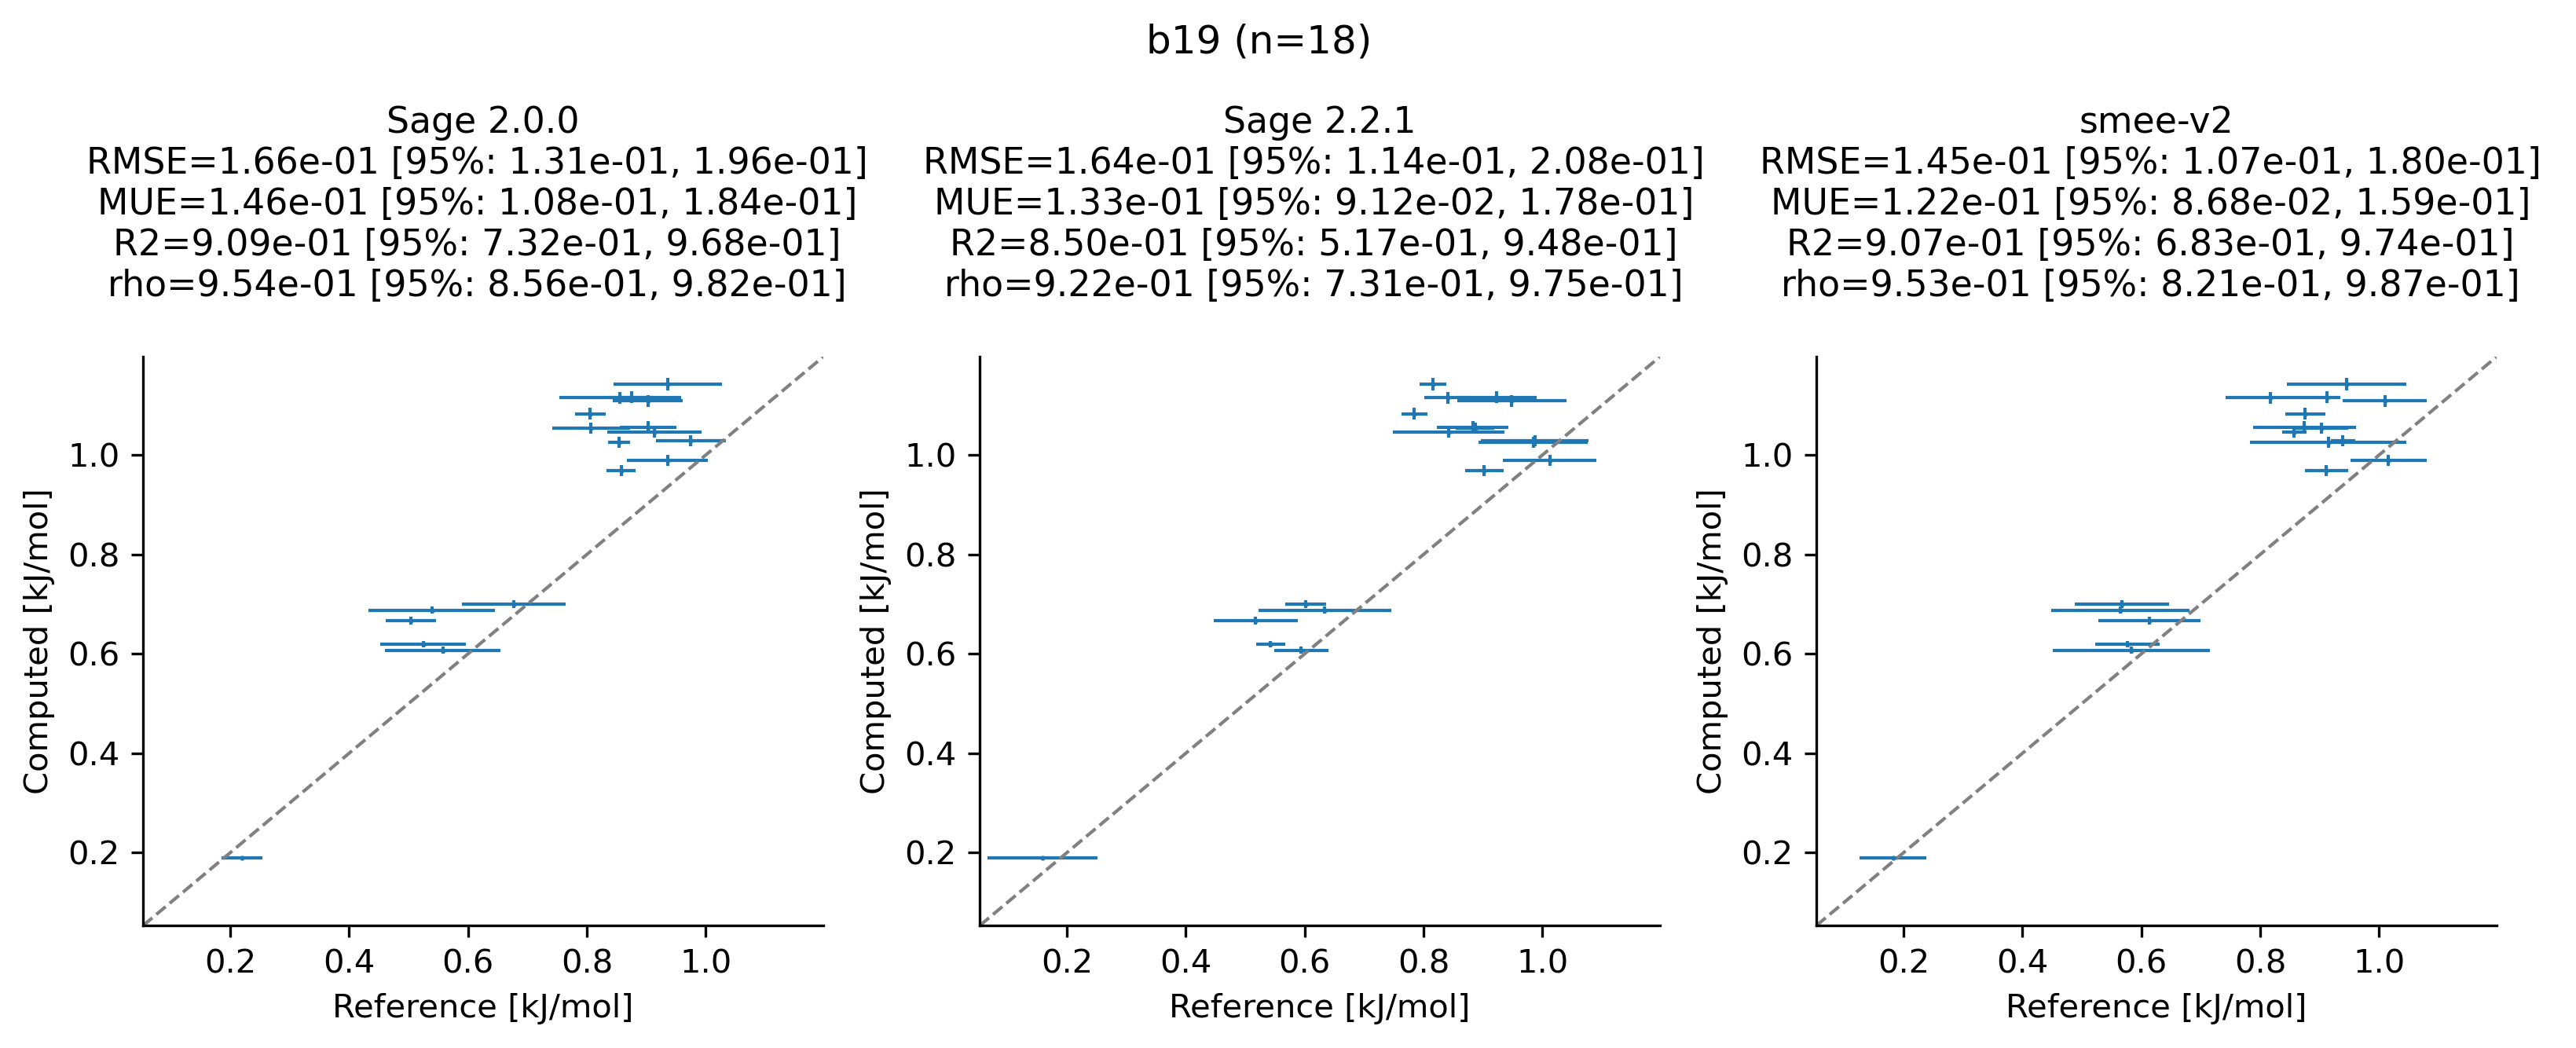 b19 (n=18)
Sage 2.0.0
RMSE=1.66e-01 [95%: 1.31e-01, 1.96e-01]
MUE=1.46e-01 [95%: 1.08e-01, 1.84e-01]
R2=9.09e-01 [95%: 7.32e-01, 9.68e-01]
rho=9.54e-01 [95%: 8.56e-01, 9.82e-01]
1.0
0.8
0.6
0.4
0.2
Computed [kJ/mol]
0.2 0.4 0.6 0.8 1.0
Reference [kJ/mol]
Sage 2.2.1
RMSE=1.64e-01 [95%: 1.14e-01, 2.08e-01]
MUE=1.33e-01 [95%: 9.12e-02, 1.78e-01]
R2=8.50e-01 [95%: 5.17e-01, 9.48e-01]
rho=9.22e-01 [95%: 7.31e-01, 9.75e-01]
1.0
0.8
0.6
0.4
0.2
Computed [kJ/mol]
0.2 0.4 0.6 0.8 1.0
Reference [kJ/mol]
smee-v2
RMSE=1.45e-01 [95%: 1.07e-01, 1.80e-01]
MUE=1.22e-01 [95%: 8.68e-02, 1.59e-01]
R2=9.07e-01 [95%: 6.83e-01, 9.74e-01]
rho=9.53e-01 [95%: 8.21e-01, 9.87e-01]
1.0
0.8
0.6
0.4
0.2
Computed [kJ/mol]
0.2 0.4 0.6 0.8 1.0
Reference [kJ/mol]